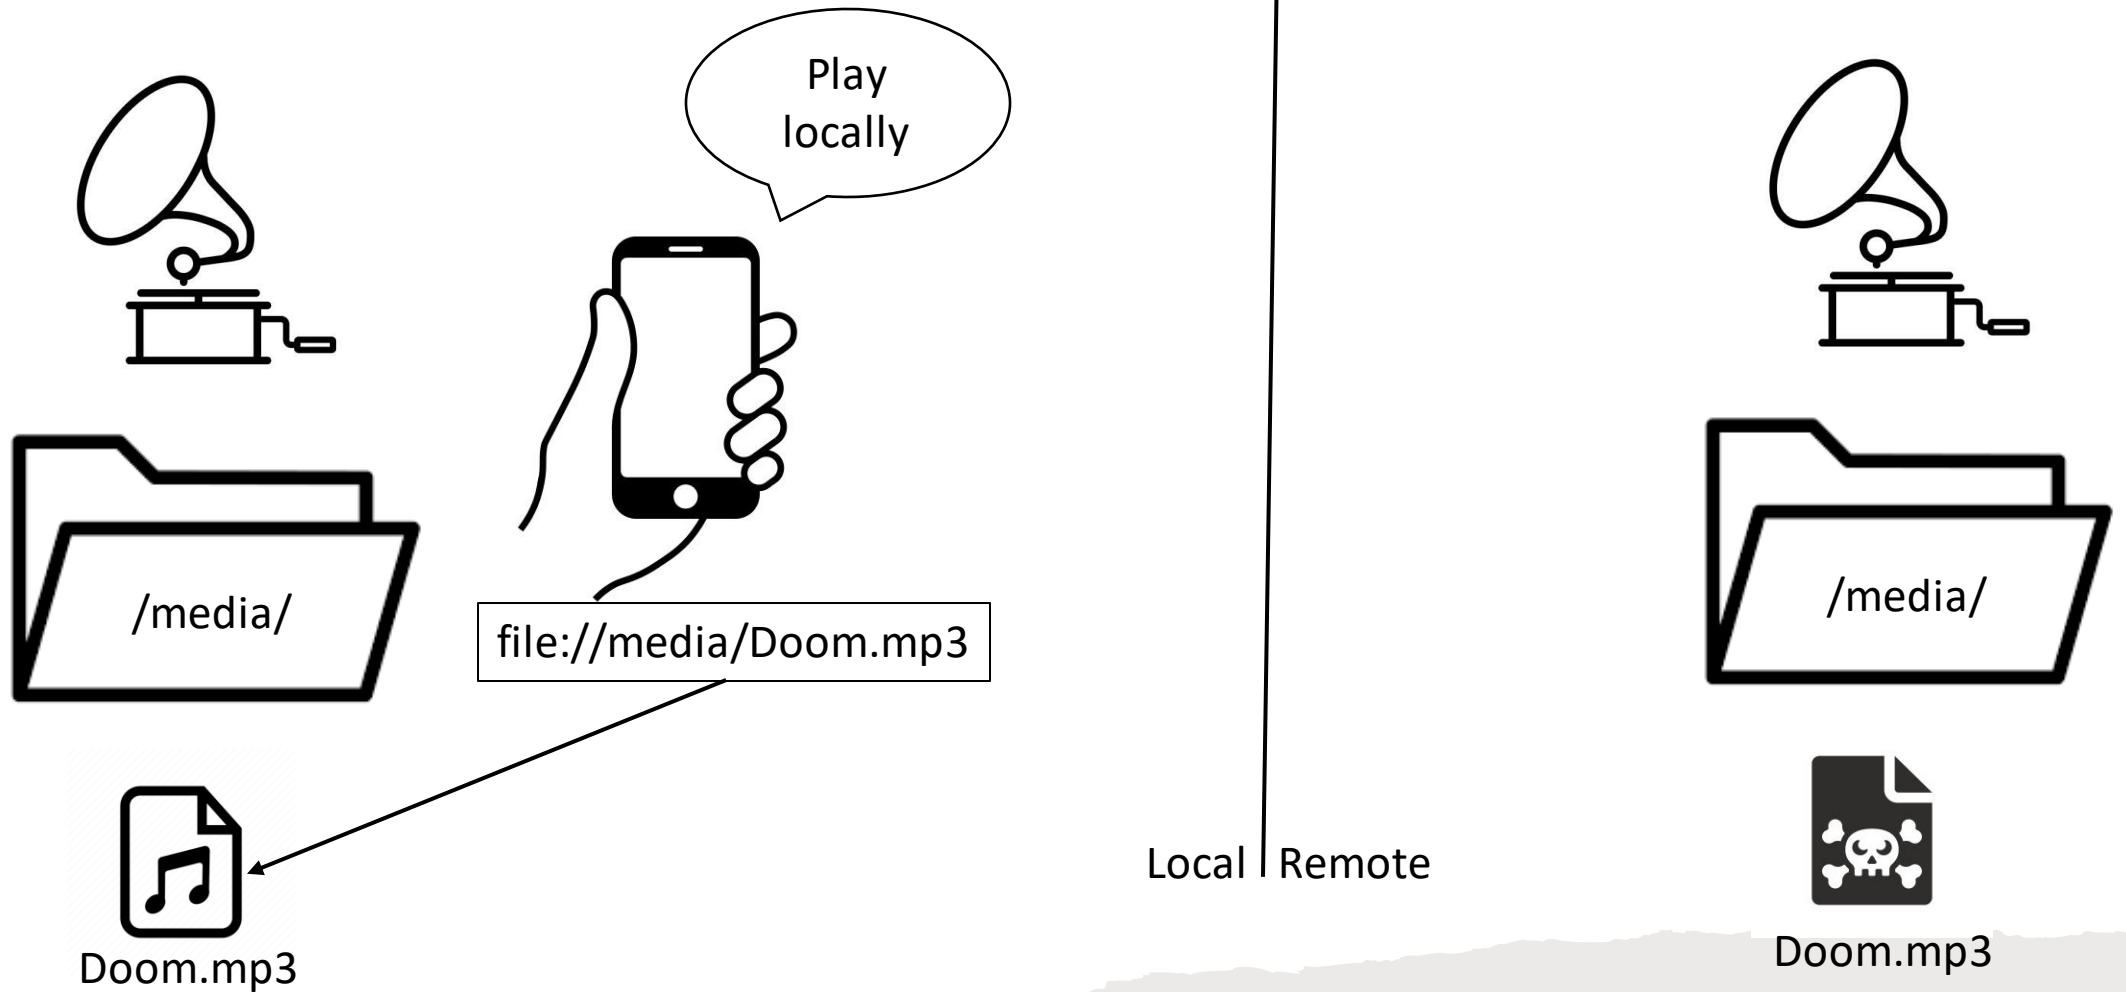 Play
locally
/media/
/media/
file://media/Doom.mp3
Local
Remote
Doom.mp3
Doom.mp3